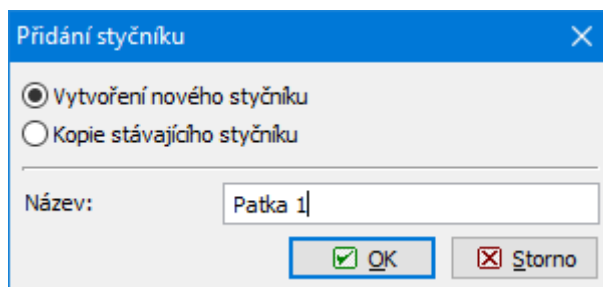 Přidání styčníku
Vytvoření nového styčníku
Kopie stávajícího styčníku
Název: Patka 1
OK Storno